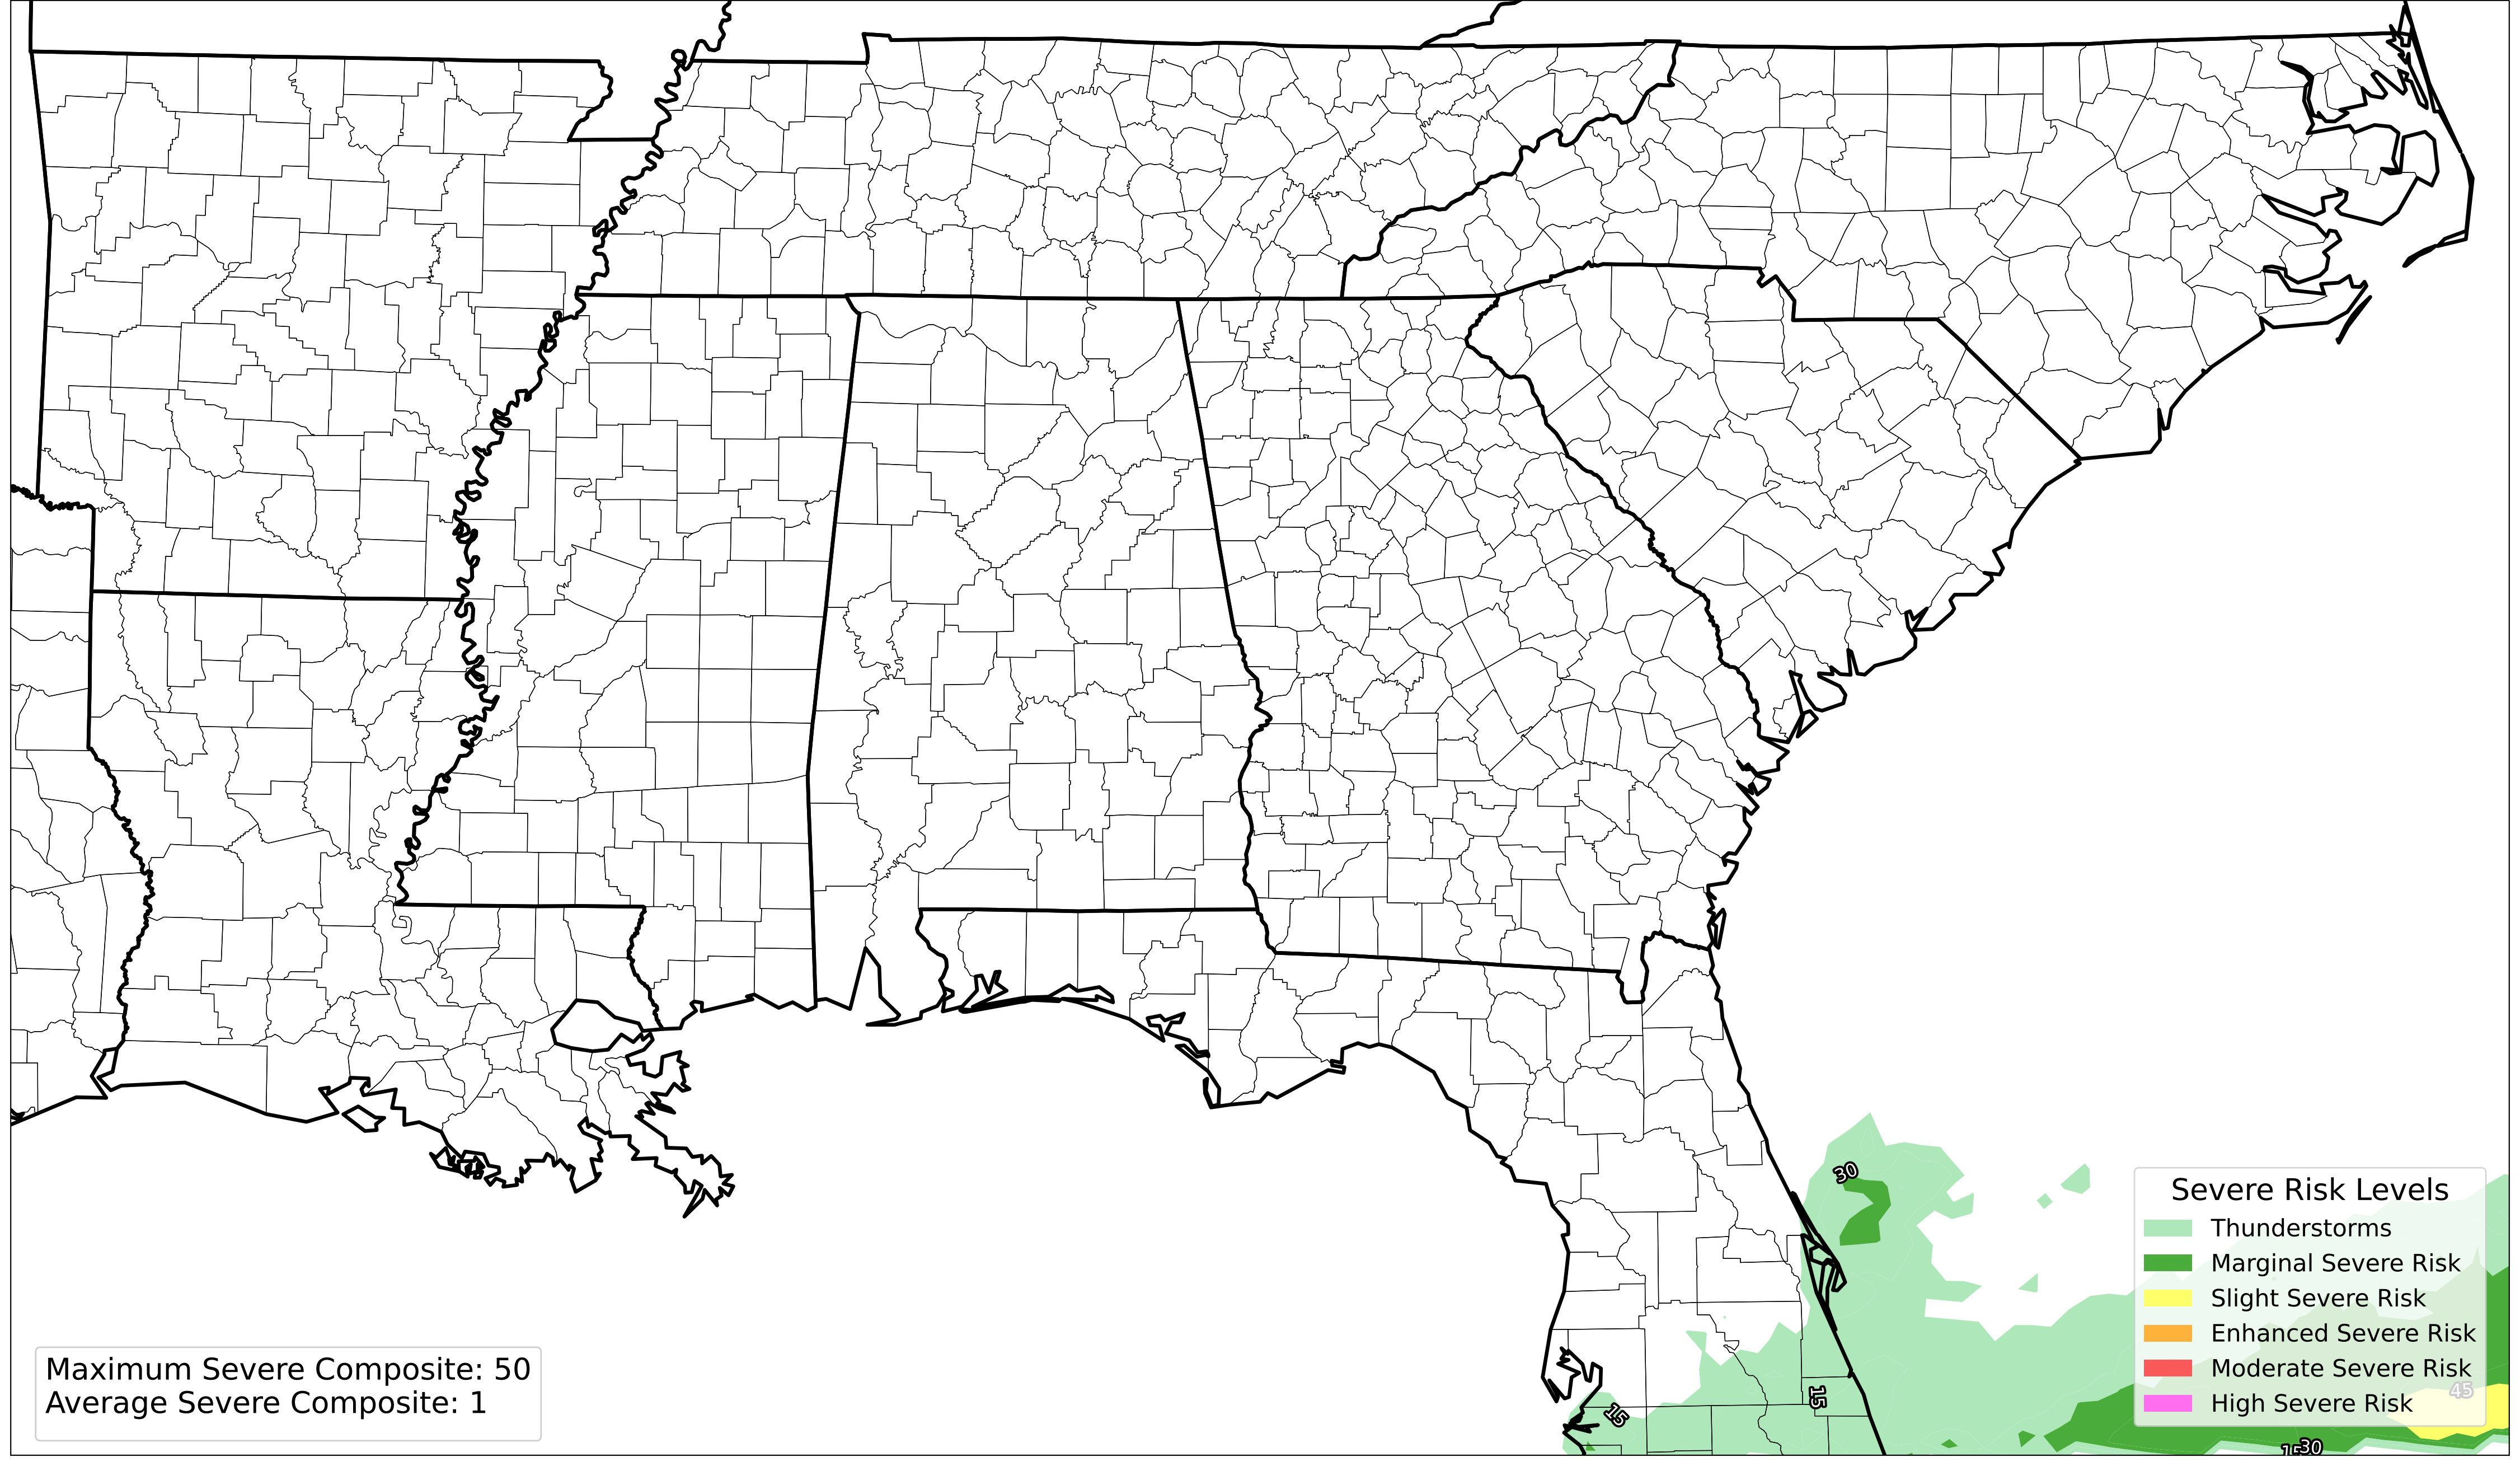 30
Severe Risk Levels
Thunderstorms
Marginal Severe Risk
Slight Severe Risk
Enhanced Severe Risk
Moderate Severe Risk
High Severe Risk
45
Maximum Severe Composite: 50
Average Severe Composite: 1
15
15
30